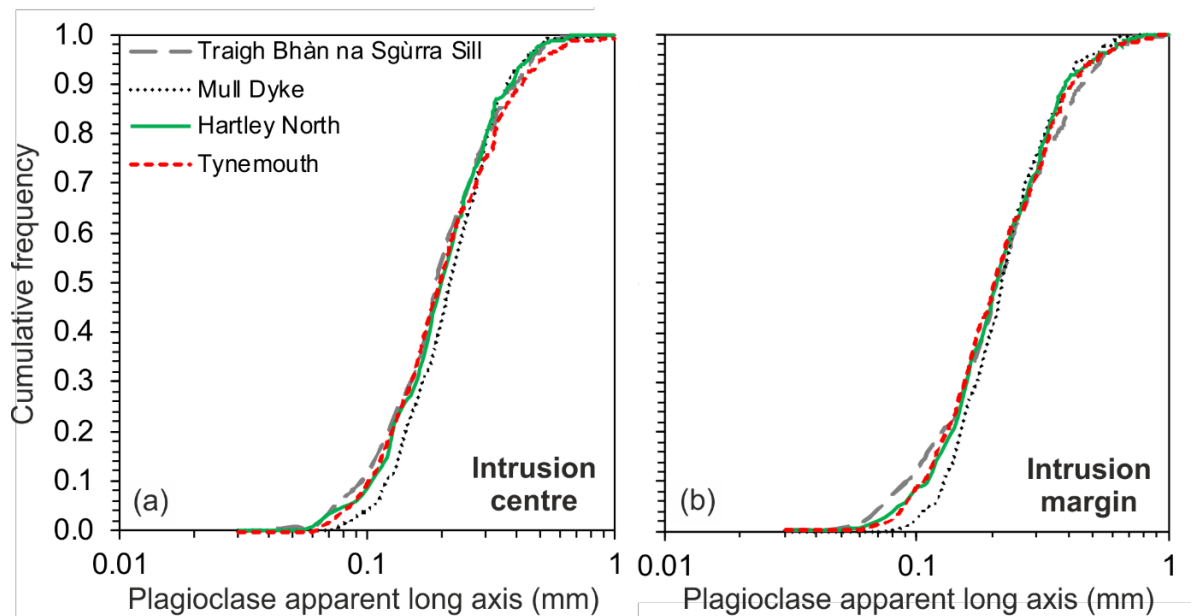 Traigh Bhàn na Sgùrra Sill
Mull Dyke
Hartley North
Tynemouth
Cumulative frequency
1.0
0.9
0.8
0.7
0.6
0.5
0.4
0.3
0.2
0.1
0.0
(a)
Intrusion
centre
0.01
0.1
1
Plagioclase apparent long axis (mm)
(b)
Intrusion
margin
0.01
0.1
1
Plagioclase apparent long axis (mm)